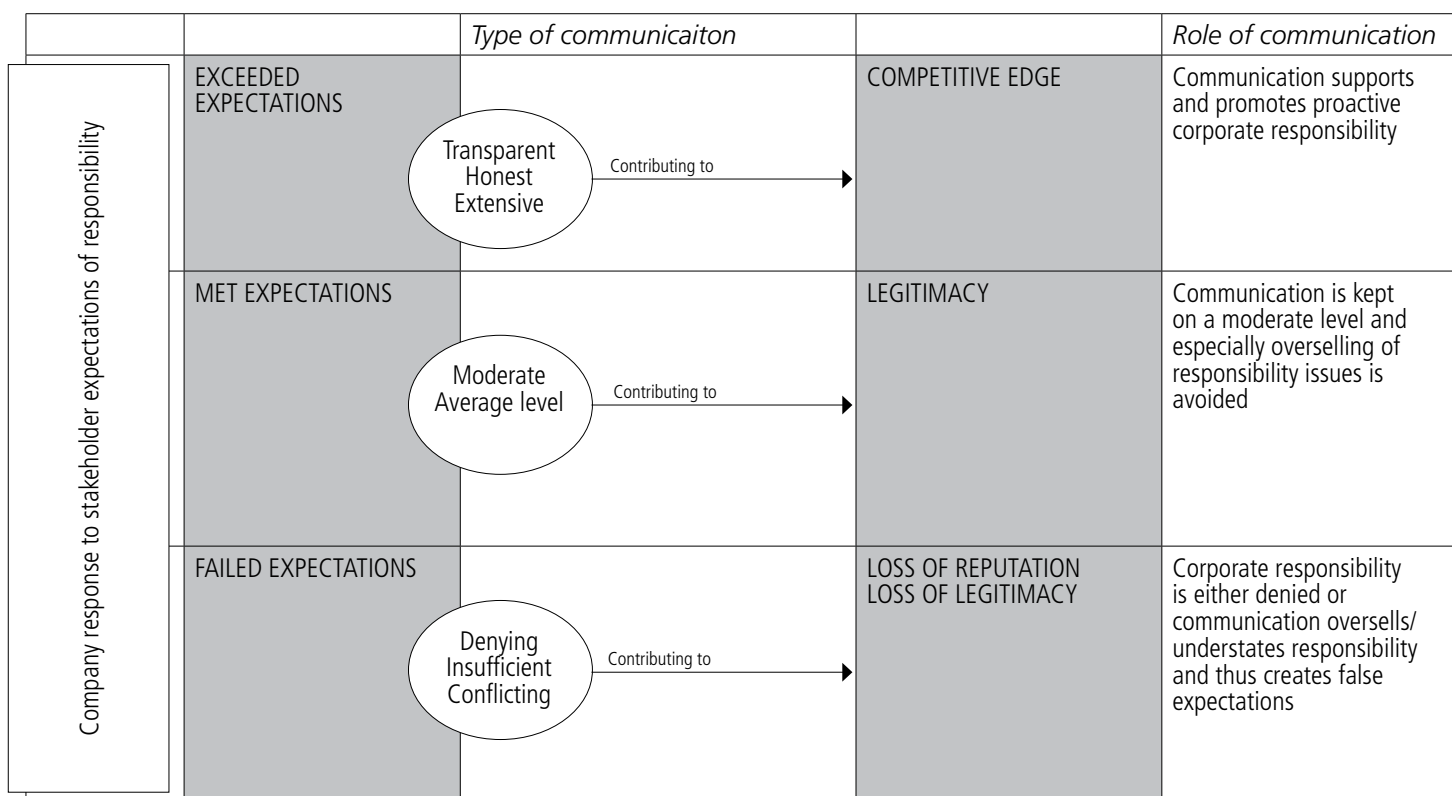 Type of communicaiton
Role of communication
Company response to stakeholder expectations of responsibility
EXCEEDED
EXPECTATIONS
Transparent
Honest
Extensive
Contributing to
COMPETITIVE EDGE
Communication supports
and promotes proactive
corporate responsibility
MET EXPECTATIONS
Moderate
Average level
Contributing to
LEGITIMACY
Communication is kept
on a moderate level and
especially overselling of
responsibility issues is
avoided
FAILED EXPECTATIONS
Denying
Insufficient
Conflicting
Contributing to
LOSS OF REPUTATION
LOSS OF LEGITIMACY
Corporate responsibility
is either denied or
communication oversells/
understates responsibility
and thus creates false
expectations